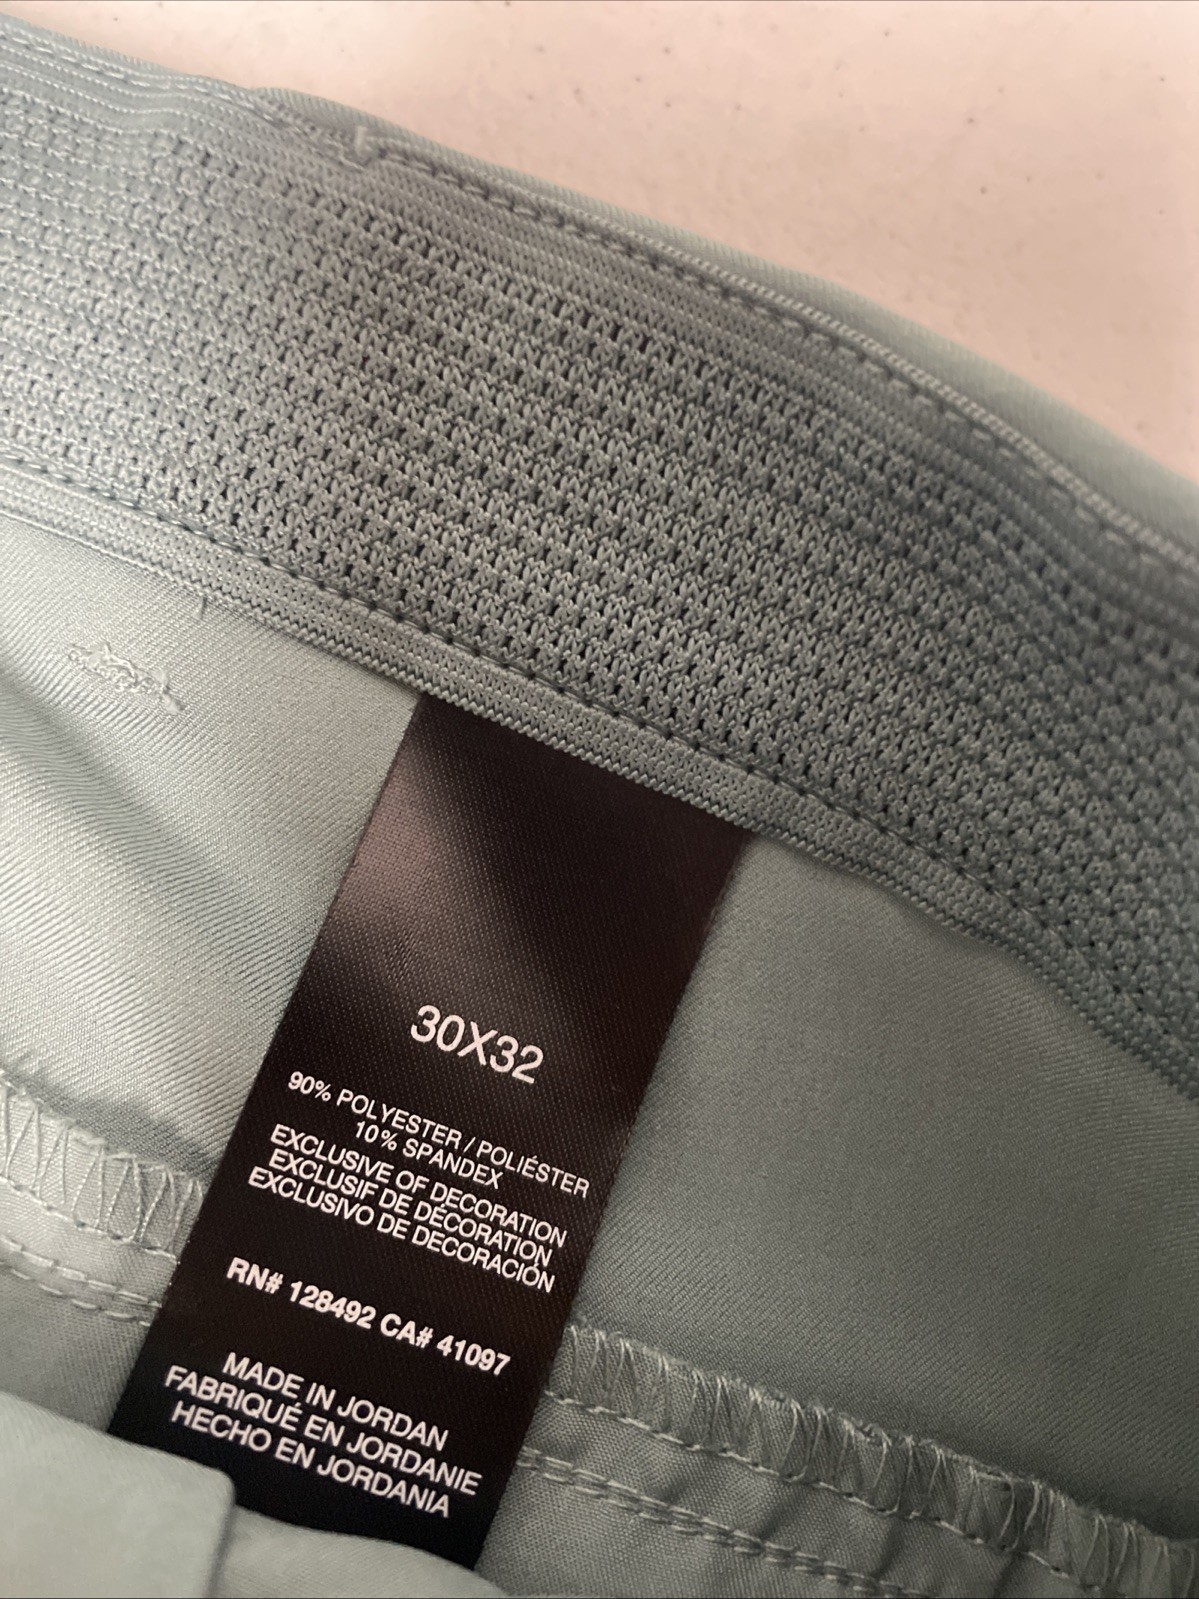 30X32
90% POLYESTER / POLIÉSTER
10% SPANDEX
EXCLUSIVE OF DECORATION
EXCLUSIF DE DÉCORATION
EXCLUSIVO DE DECORACIÓN
RN# 128492 CA# 41097
MADE IN JORDAN
FABRIQUÉ EN JORDANIE
HECHO EN JORDANIA